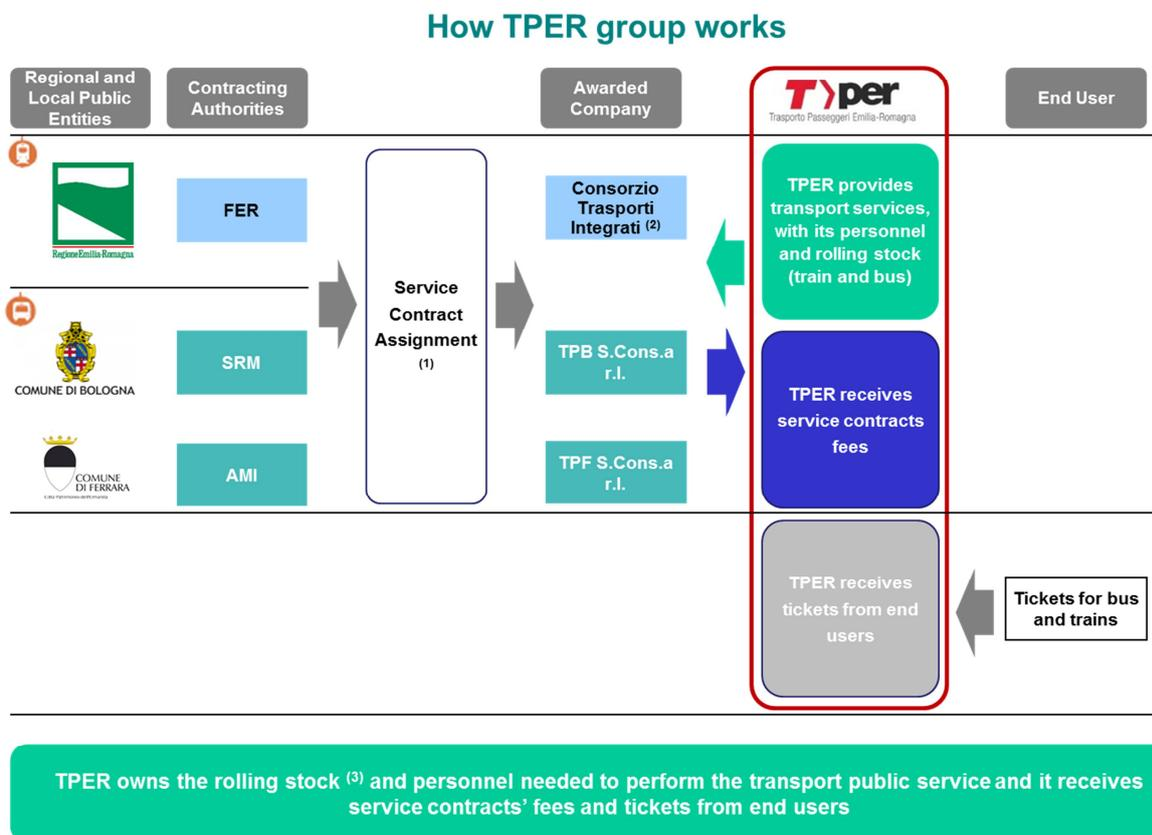 How TPER group works
Regional and
Local Public
Entities
Contracting
Authorities
Awarded
Company
T>per
Trasporto Passeggeri Emilia-Romagna
End User
RegioneEmilia-Romagna
FER
Consorzio
Trasporti
Integrati (2)
TPER provides
transport services,
with its personnel
and rolling stock
(train and bus)
Service
Contract
Assignment
(1)
COMUNE DI BOLOGNA
SRM
TPB S.Cons.a
r.l.
TPER receives
service contracts
fees
COMUNE
DI FERRARA
AMI
TPF S.Cons.a
r.l.
TPER receives
tickets from end
users
Tickets for bus
and trains
TPER owns the rolling stock (3) and personnel needed to perform the transport public service and it receives
service contracts’ fees and tickets from end users